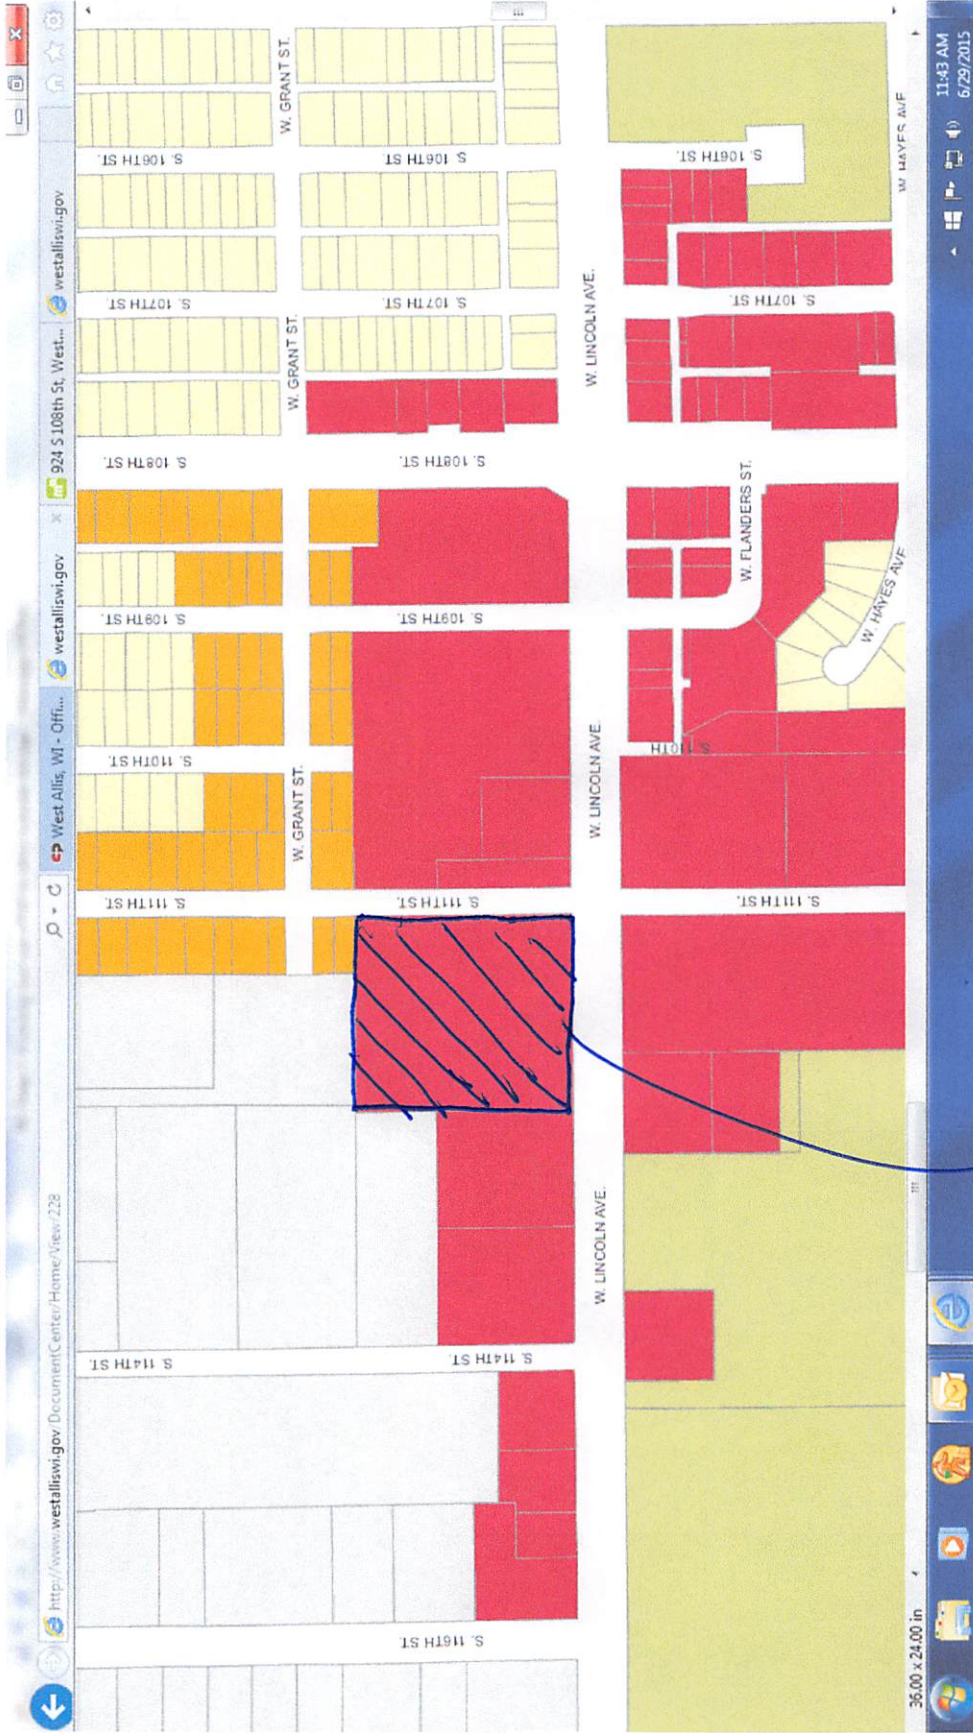 http://www.westalliswi.gov/DocumentCenter/Home/View/228
West Allis, WI - Offi...
westalliswi.gov
924 S 108th St, West...
westalliswi.gov
S. 116TH ST.
S. 114TH ST.
S. 114TH ST.
S. 111TH ST.
S. 111TH ST.
S. 111TH ST.
S. 110TH ST.
S. 110TH
S. 109TH ST.
S. 109TH ST.
S. 108TH ST.
S. 108TH ST.
S. 107TH ST.
S. 107TH ST.
S. 107TH ST.
S. 106TH ST.
S. 106TH ST.
S. 106TH ST.
W. GRANT ST.
W. GRANT ST.
W. GRANT ST.
W. LINCOLN AVE.
W. LINCOLN AVE.
W. LINCOLN AVE.
W. FLANDERS ST.
W. HAYES AVE
W. HAYES AVE
36.00 x 24.00 in
11:43 AM
6/29/2015